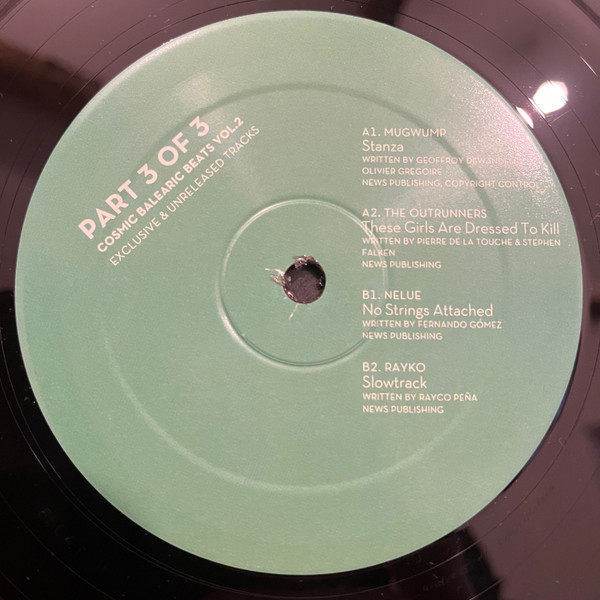 PART 3 OF 3
COSMIC BALEARIC BEATS VOL.2
EXCLUSIVE & UNRELEASED TRACKS
A1. MUGWUMP
Stanza
WRITTEN BY GEOFFROY
OLIVIER GREGOIRE
NEWS PUBLISHING, COPYRIGHT CONTROL
A2. THE OUTRUNNERS
These Girls Are Dressed To Kill
WRITTEN BY PIERRE DE LA TOUCHE & STEPHEN
FALKEN
NEWS PUBLISHING
B1. NELUE
No Strings Attached
WRITTEN BY FERNANDO GÓMEZ
NEWS PUBLISHING
B2. RAYKO
Slowtrack
WRITTEN BY RAYCO PEÑA
NEWS PUBLISHING